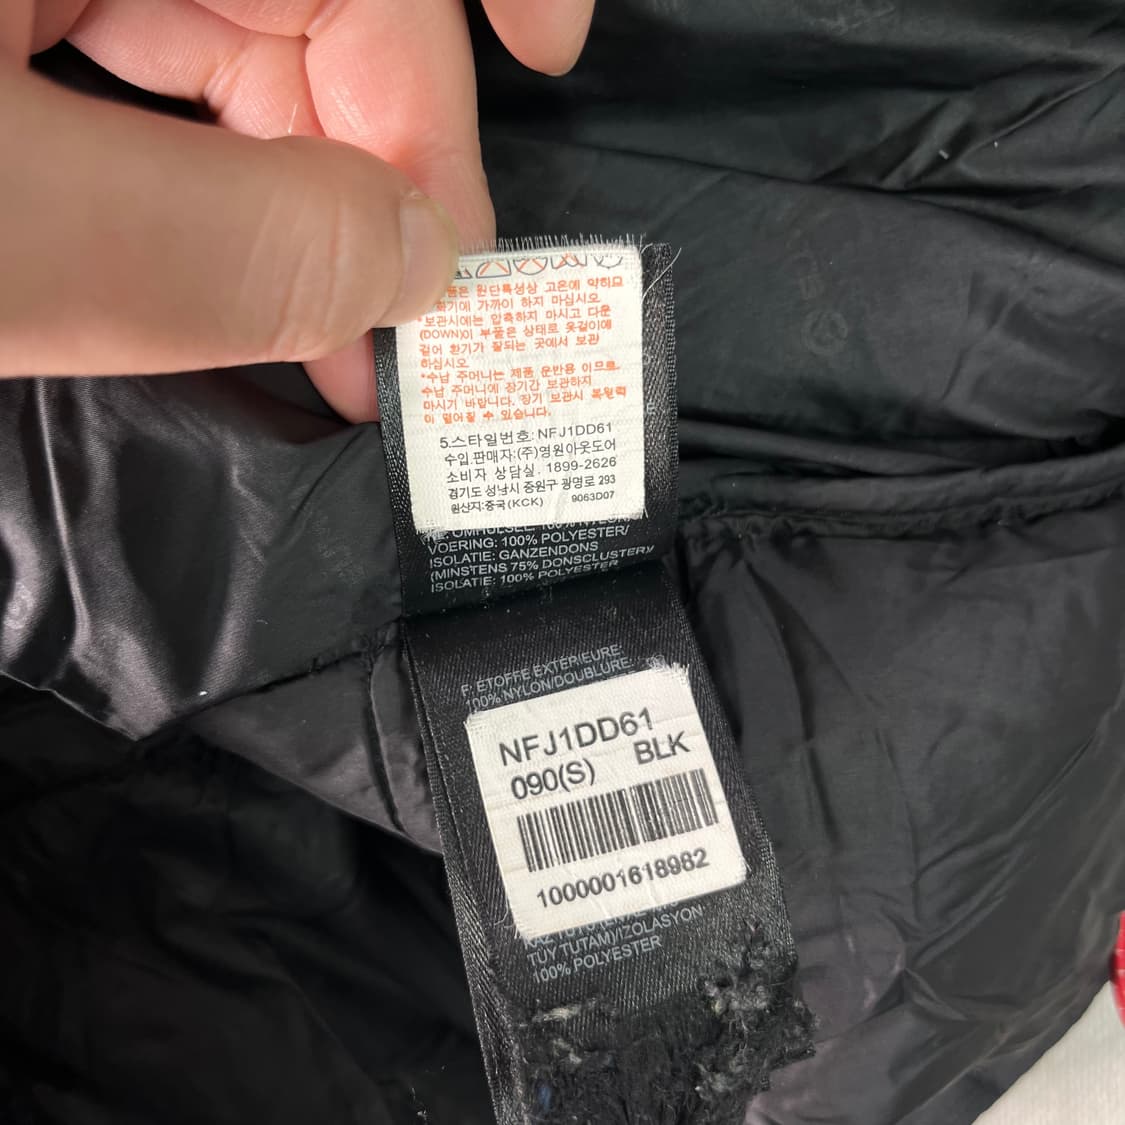 품은 원단특성상 고온에 약하므
화기에 가까이 하지 마십시오
*보관시에는 압축하지 마시고 다운
(DOWN)이 부풀은 상태로 옷걸이에
걸어 환기가 잘되는 곳에서 보관
하십시오
*수납 주머니는 제품 운반용 이므로
수납 주머니에 장기간 보관하지
마시기 바랍니다. 장기 보관시 복원력
이 떨어질 수 있습니다.
5.스타일번호: NFJ1DD61
수입.판매자:(주)영원아웃도어
소비자 상담실. 1899-2626
경기도 성남시 중원구 광명로 293
원산지:중국(KCK) 9063D07
VOERING: 100% POLYESTER/
ISOLATIE: GANZENDONS
(MINSTENS 75% DONSCLUSTER)/
ISOLATIE: 100% POLYESTER
F: ÉTOFFE EXTÉRIEURE:
100% NYLON/DOUBLURE:
NFJ1DD61
090(S) BLK
1000001618982
TÜY TUTAM)/İZOLASYON
100% POLYESTER